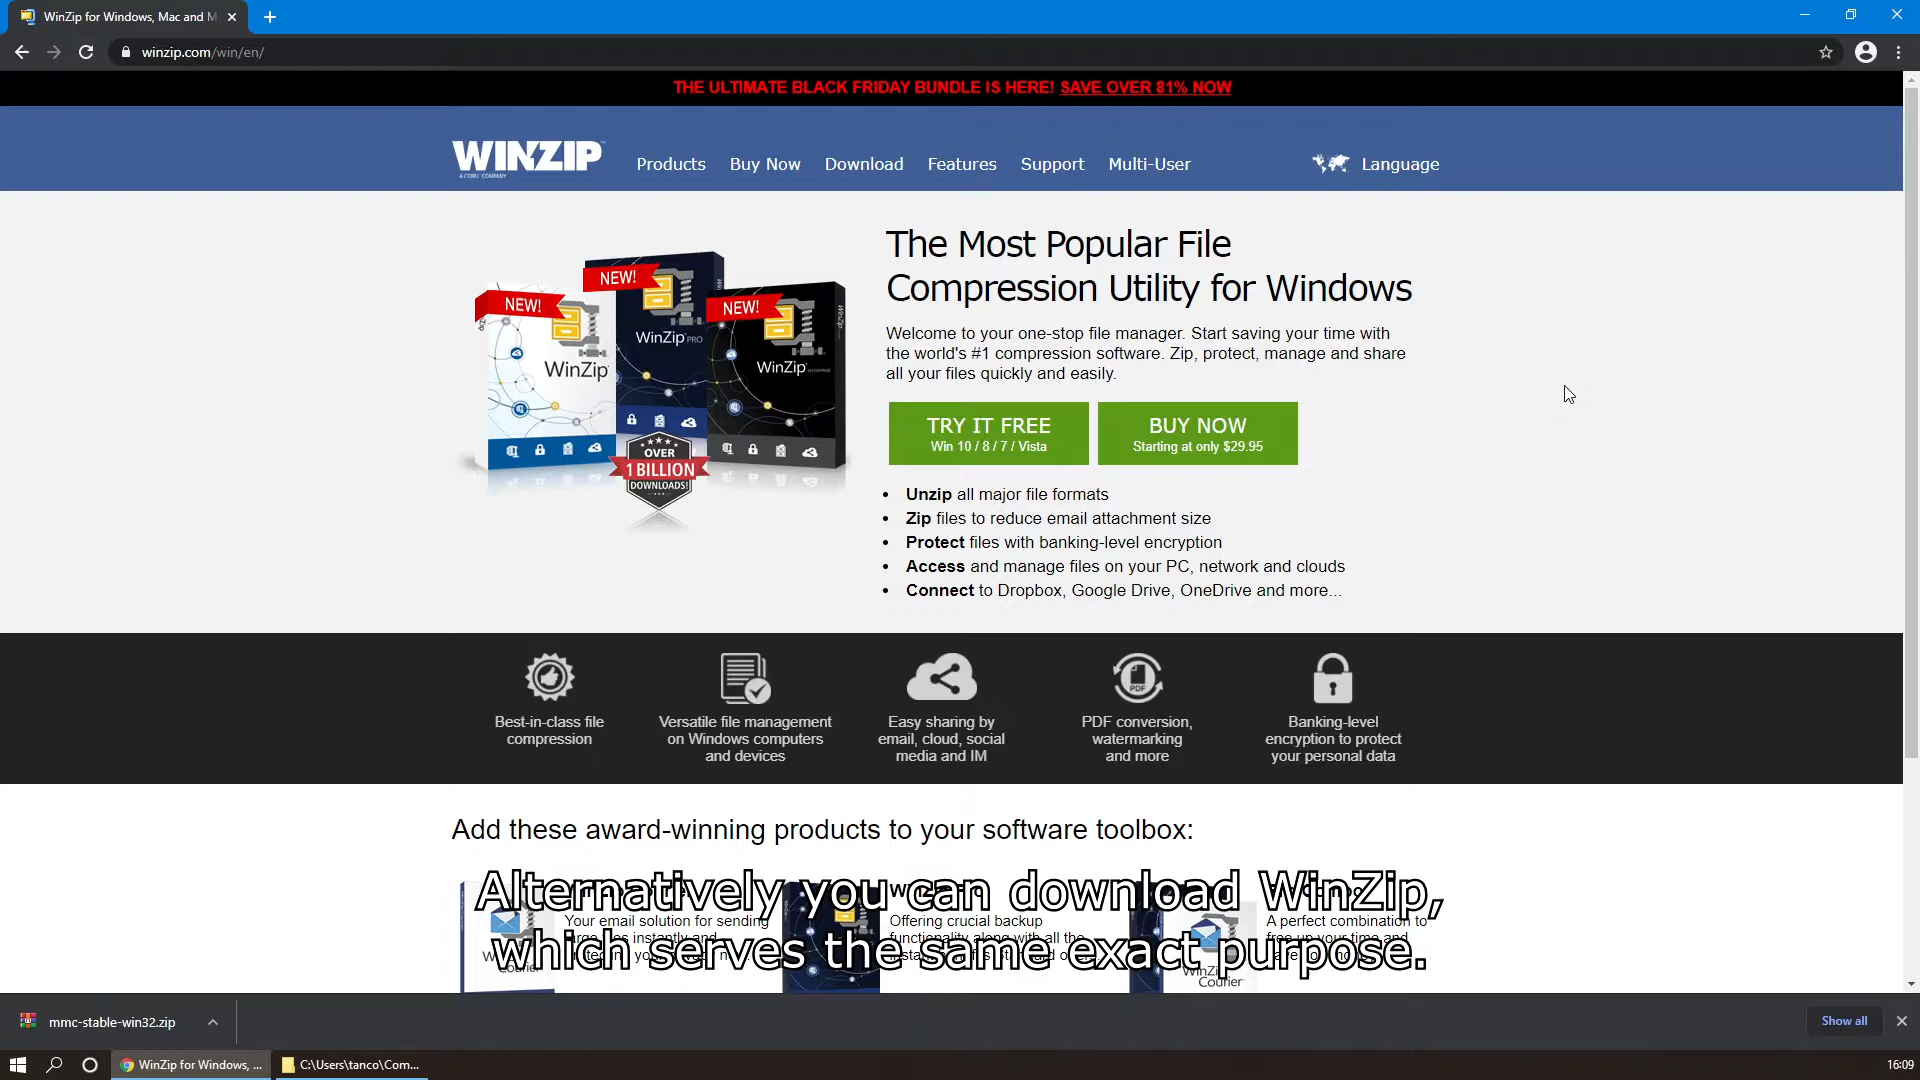 WinZip for Windows, Mac and M
winzip.com/win/en/
THE ULTIMATE BLACK FRIDAY BUNDLE IS HERE! SAVE OVER 81% NOW
WINZIP
A COREL COMPANY
Products Buy Now Download Features Support Multi-User Language
The Most Popular File
Compression Utility for Windows
Welcome to your one-stop file manager. Start saving your time with
the world's #1 compression software. Zip, protect, manage and share
all your files quickly and easily.
NEW!
WinZip
NEW!
WinZip PRO
NEW!
WinZip ENTERPRISE
OVER
1 BILLION
DOWNLOADS!
TRY IT FREE
Win 10 / 8 / 7 / Vista
BUY NOW
Starting at only $29.95
• Unzip all major file formats
• Zip files to reduce email attachment size
• Protect files with banking-level encryption
• Access and manage files on your PC, network and clouds
• Connect to Dropbox, Google Drive, OneDrive and more...
Best-in-class file
compression
Versatile file management
on Windows computers
and devices
Easy sharing by
email, cloud, social
media and IM
PDF
PDF conversion,
watermarking
and more
Banking-level
encryption to protect
your personal data
Add these award-winning products to your software toolbox:
Your email solution for sending
Offering crucial backup
A perfect combination to
Courier
WinZip
Courier
Alternatively you can download WinZip,
which serves the same exact purpose.
mmc-stable-win32.zip
Show all
WinZip for Windows, ...
C:\Users\tanco\Com...
16:09